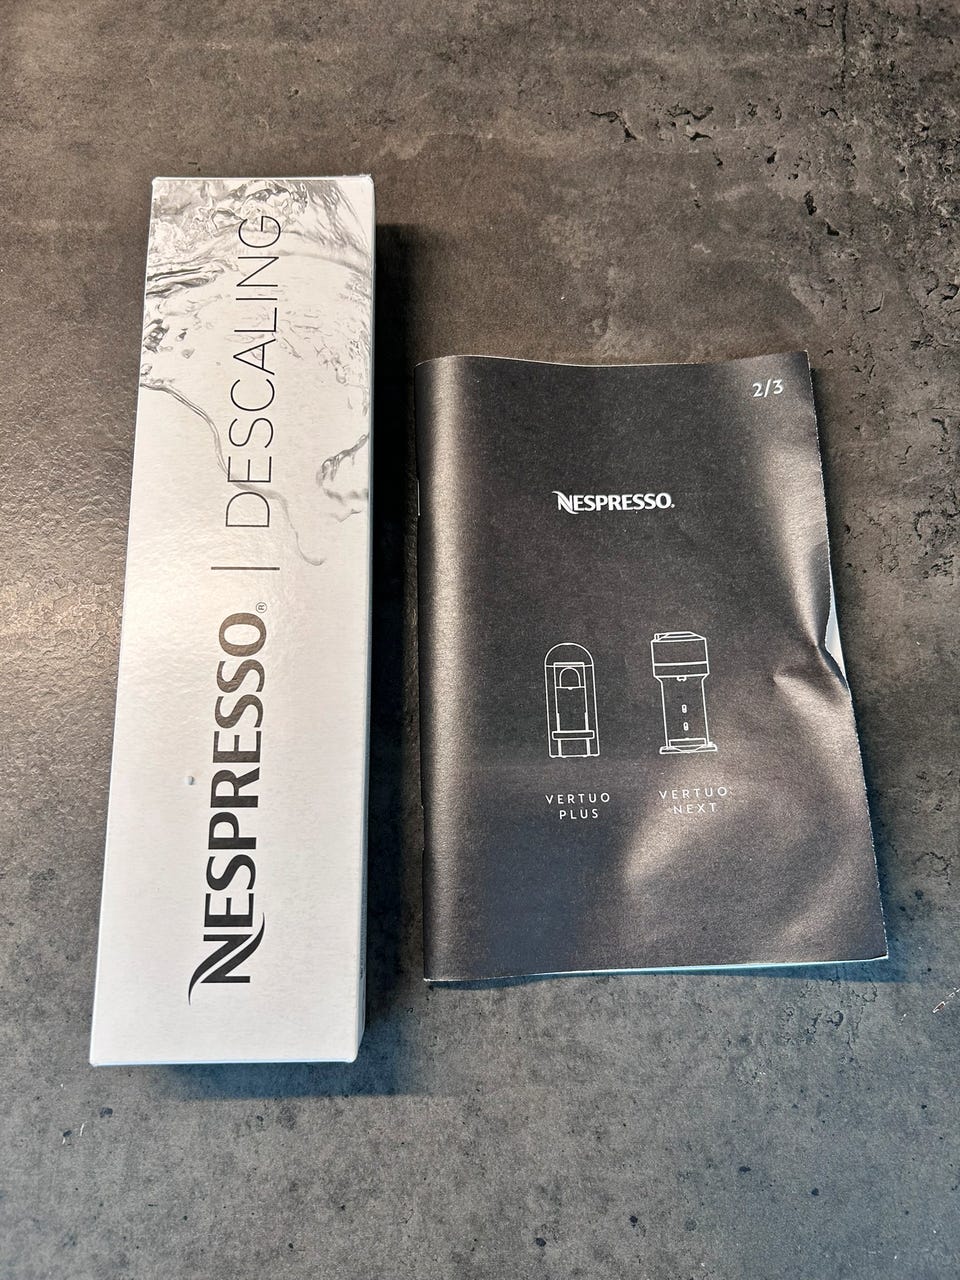 NESPRESSO® | DESCALING
2/3
NESPRESSO®
VERTUO
PLUS
VERTUO
NEXT